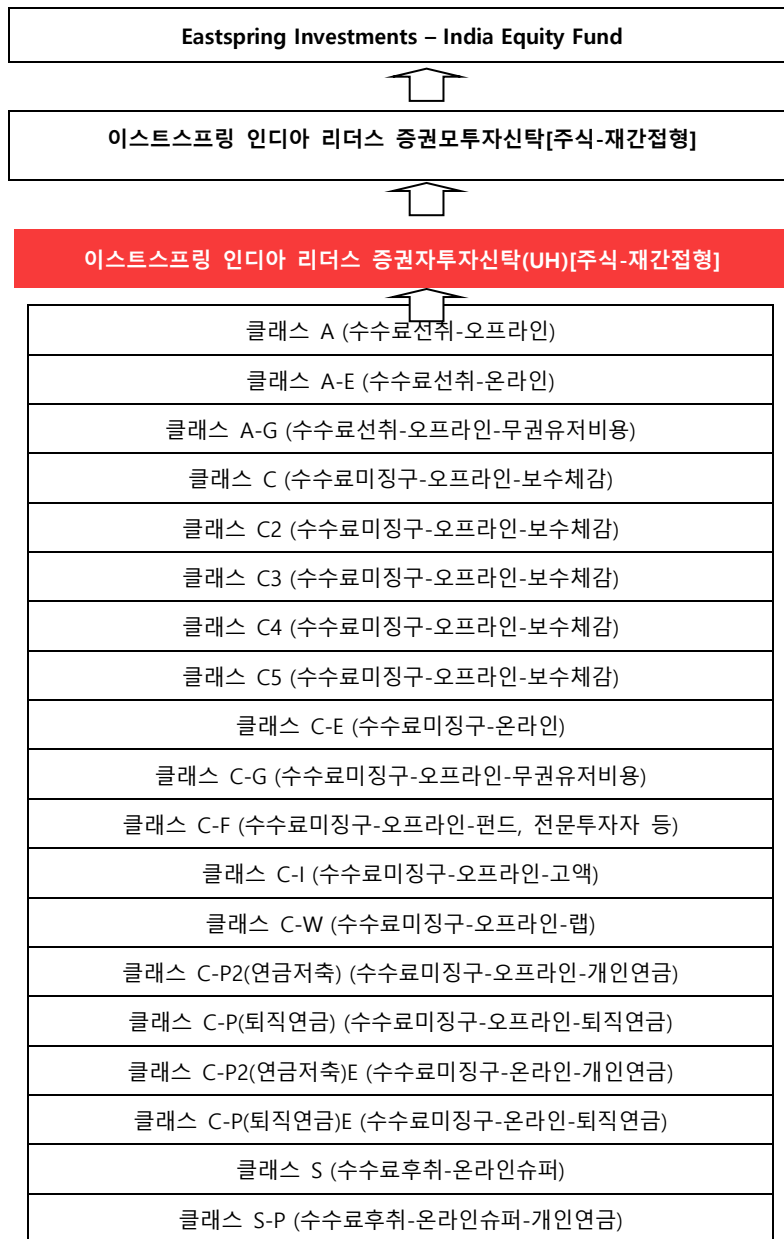 Eastspring Investments – India Equity Fund
이스트스프링 인디아 리더스 증권모투자신탁[주식-재간접형]
이스트스프링 인디아 리더스 증권자투자신탁(UH)[주식-재간접형]
클래스 A (수수료선취-오프라인)
클래스 A-E (수수료선취-온라인)
클래스 A-G (수수료선취-오프라인-무권유저비용)
클래스 C (수수료미징구-오프라인-보수체감)
클래스 C2 (수수료미징구-오프라인-보수체감)
클래스 C3 (수수료미징구-오프라인-보수체감)
클래스 C4 (수수료미징구-오프라인-보수체감)
클래스 C5 (수수료미징구-오프라인-보수체감)
클래스 C-E (수수료미징구-온라인)
클래스 C-G (수수료미징구-오프라인-무권유저비용)
클래스 C-F (수수료미징구-오프라인-펀드, 전문투자자 등)
클래스 C-I (수수료미징구-오프라인-고액)
클래스 C-W (수수료미징구-오프라인-랩)
클래스 C-P2(연금저축) (수수료미징구-오프라인-개인연금)
클래스 C-P(퇴직연금) (수수료미징구-오프라인-퇴직연금)
클래스 C-P2(연금저축)E (수수료미징구-온라인-개인연금)
클래스 C-P(퇴직연금)E (수수료미징구-온라인-퇴직연금)
클래스 S (수수료후취-온라인슈퍼)
클래스 S-P (수수료후취-온라인슈퍼-개인연금)